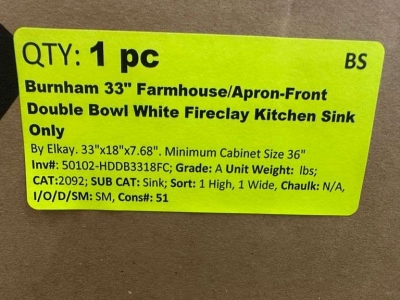 QTY: 1 pc BS
Burnham 33" Farmhouse/Apron-Front
Double Bowl White Fireclay Kitchen Sink
Only
By Elkay. 33"x18"x7.68". Minimum Cabinet Size 36"
Inv#: 50102-HDDB3318FC; Grade: A Unit Weight: lbs;
CAT:2092; SUB CAT: Sink; Sort: 1 High, 1 Wide, Chaulk: N/A,
I/O/D/SM: SM, Cons#: 51